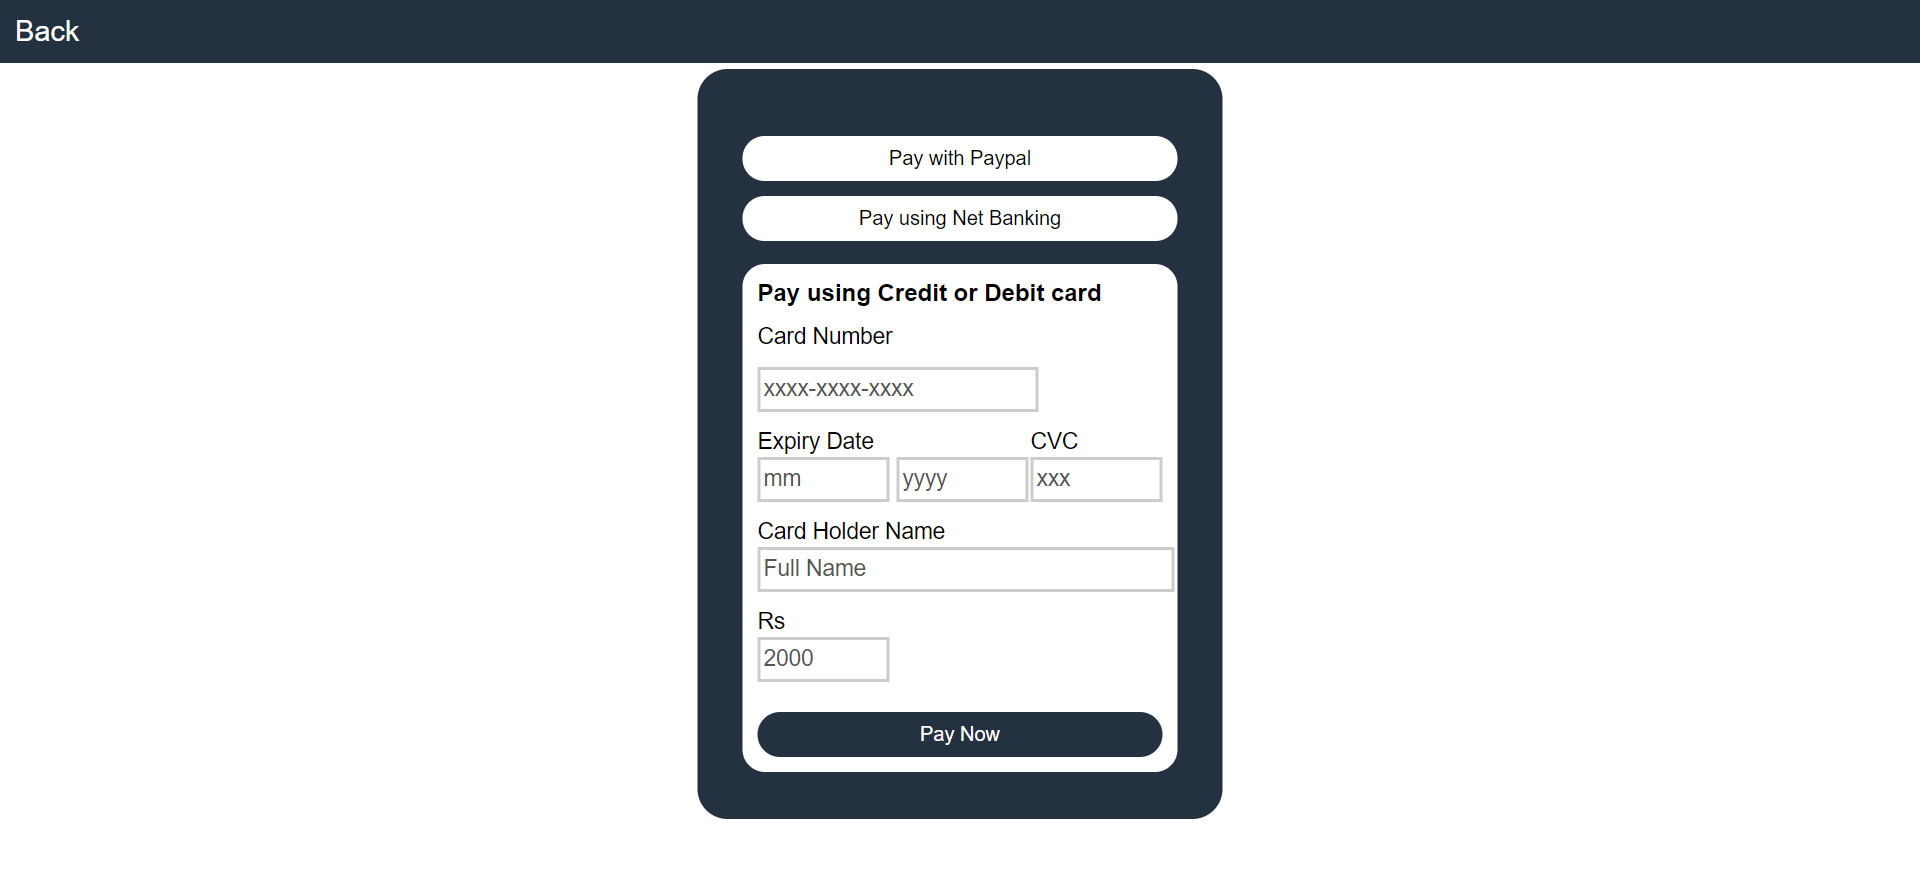 Back
Pay with Paypal
Pay using Net Banking
Pay using Credit or Debit card
Card Number
xxxx-xxxx-xxxx
Expiry Date CVC
mm yyyy xxx
Card Holder Name
Full Name
Rs
2000
Pay Now